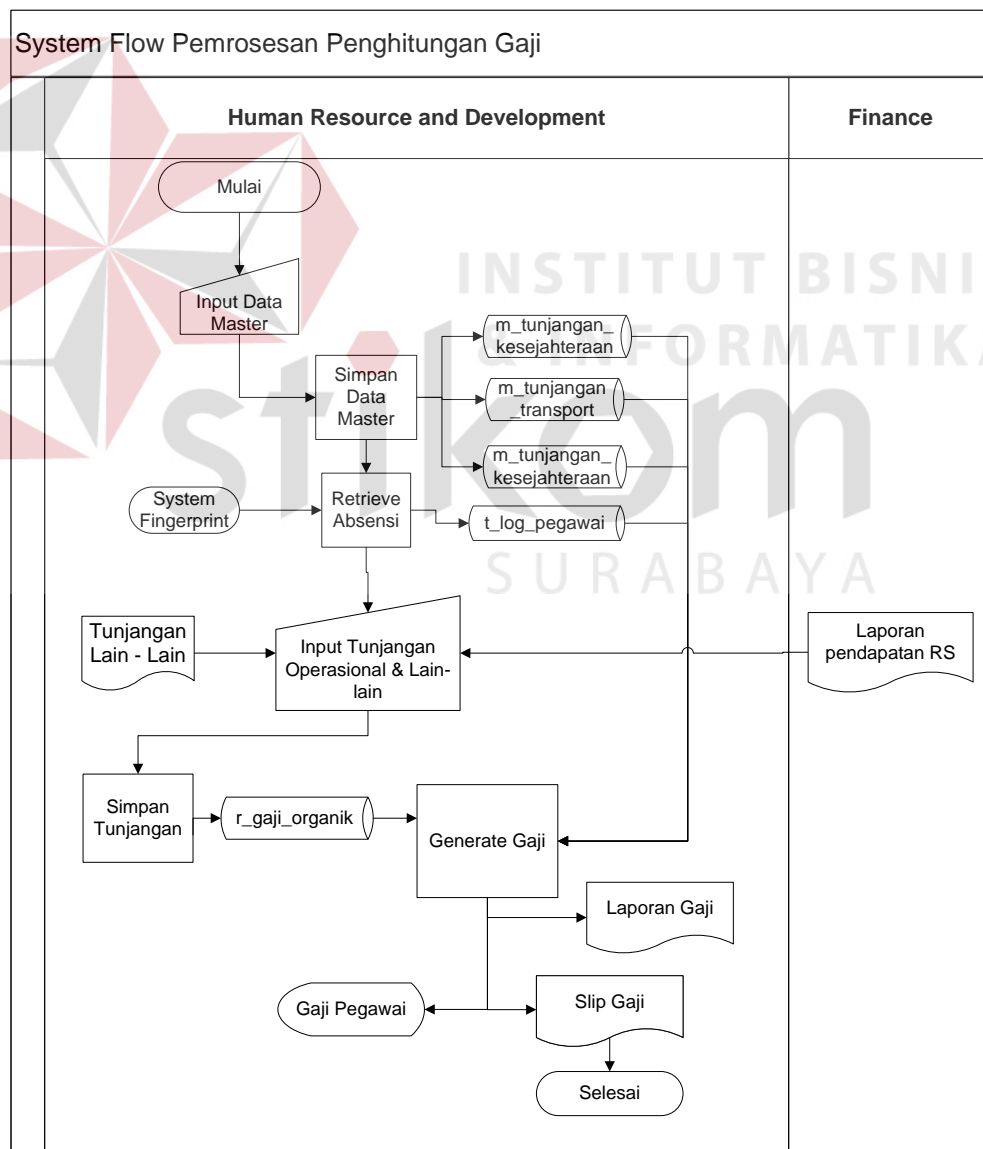 System Flow Pemrosesan Penghitungan Gaji
Human Resource and Development
Finance
Mulai
INSTITUT BISNI
Input Data
Master
m_tunjangan_
kesejahteraan
& INFORMATIKA
Simpan
Data
Master
m_tunjangan
_transport
stikom
m_tunjangan_
kesejahteraan
System
Fingerprint
Retrieve
Absensi
t_log_pegawai
SURABAYA
Tunjangan
Lain - Lain
Input Tunjangan
Operasional & Lain-
lain
Laporan
pendapatan RS
Simpan
Tunjangan
r_gaji_organik
Generate Gaji
Laporan Gaji
Gaji Pegawai
Slip Gaji
Selesai